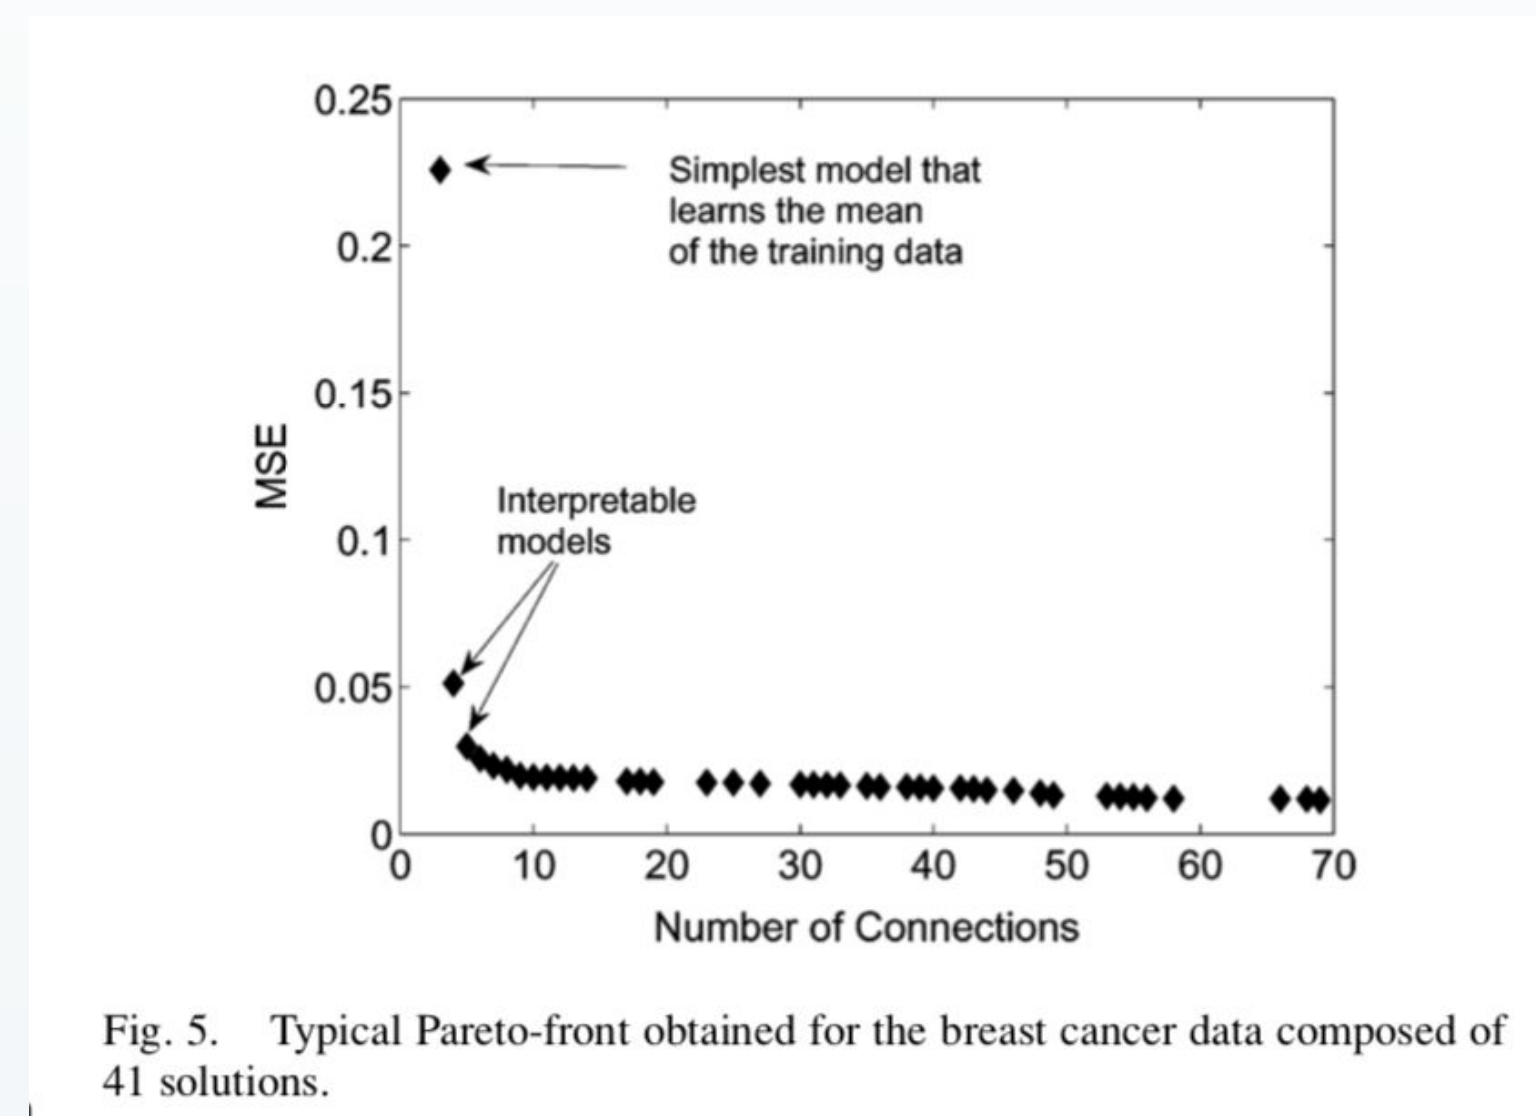 0.25
0.2
0.15
0.1
0.05
0
MSE
Simplest model that
learns the mean
of the training data
Interpretable
models
0 10 20 30 40 50 60 70
Number of Connections
Fig. 5. Typical Pareto-front obtained for the breast cancer data composed of
41 solutions.